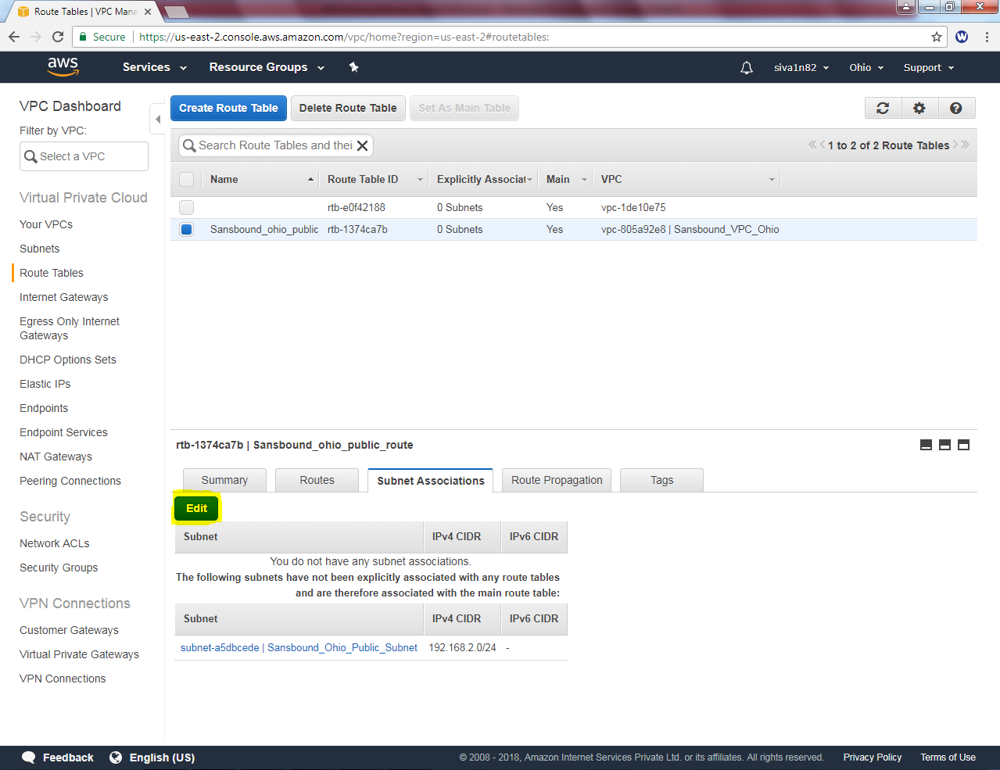 Route Tables | VPC Mana
Secure https://us-east-2.console.aws.amazon.com/vpc/home?region=us-east-2#routetables:
W
aws Services Resource Groups siva1n82 Ohio Support
VPC Dashboard
Filter by VPC:
Select a VPC
Virtual Private Cloud
Your VPCs
Subnets
Route Tables
Internet Gateways
Egress Only Internet
Gateways
DHCP Options Sets
Elastic IPs
Endpoints
Endpoint Services
NAT Gateways
Peering Connections
Security
Network ACLs
Security Groups
VPN Connections
Customer Gateways
Virtual Private Gateways
VPN Connections
Create Route Table Delete Route Table Set As Main Table
Search Route Tables and thei
1 to 2 of 2 Route Tables
Name Route Table ID Explicitly Associat Main VPC
rtb-e0f42188 0 Subnets Yes vpc-1de10e75
Sansbound_ohio_public rtb-1374ca7b 0 Subnets Yes vpc-805a92e8 | Sansbound_VPC_Ohio
rtb-1374ca7b | Sansbound_ohio_public_route
Summary Routes Subnet Associations Route Propagation Tags
Edit
Subnet IPv4 CIDR IPv6 CIDR
You do not have any subnet associations.
The following subnets have not been explicitly associated with any route tables
and are therefore associated with the main route table:
Subnet IPv4 CIDR IPv6 CIDR
subnet-a5dbcede | Sansbound_Ohio_Public_Subnet 192.168.2.0/24 -
Feedback English (US) © 2008 - 2018, Amazon Internet Services Private Ltd. or its affiliates. All rights reserved. Privacy Policy Terms of Use